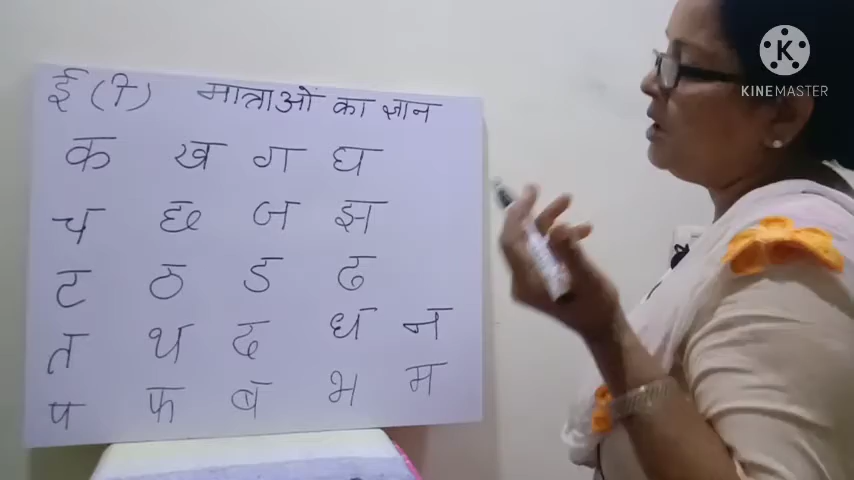 ई (ी) मात्राओं का ज्ञान
क ख ग घ
च छ ज झ
ट ठ ड ढ
त थ द ध न
प फ ब भ म
K
KINEMASTER